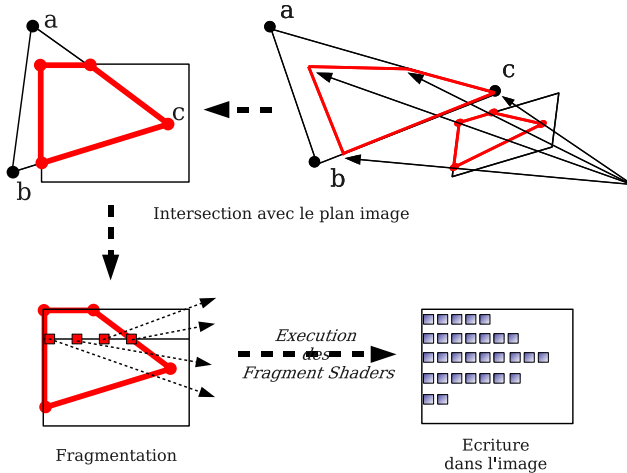 a
a
c
c
b
b
Intersection avec le plan image
Execution
des
Fragment Shaders
Fragmentation
Ecriture
dans l'image